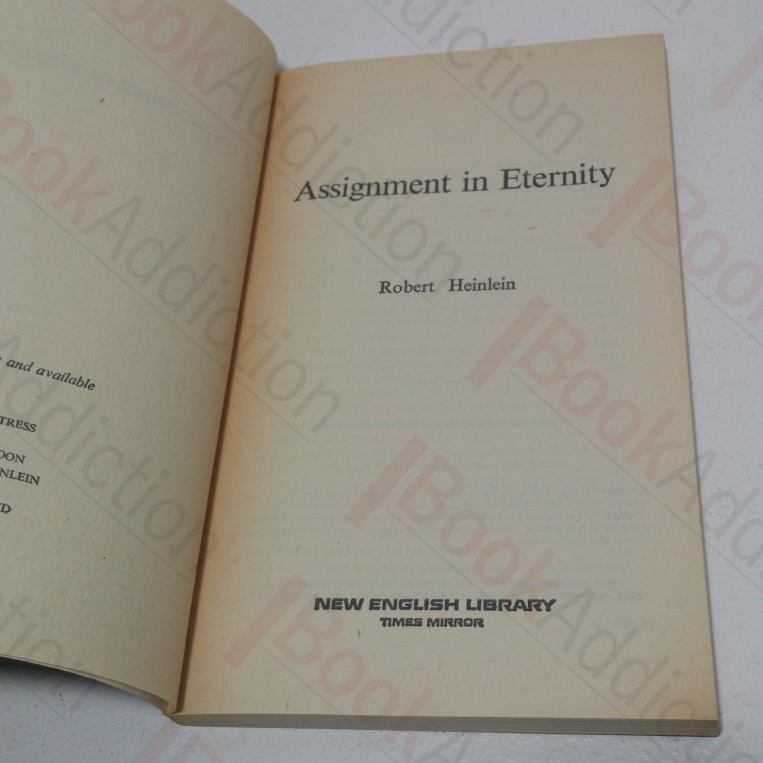 and available
TRESS
DON
NLEIN
D
Assignment in Eternity
Robert Heinlein
NEW ENGLISH LIBRARY
TIMES MIRROR
BookAddiction